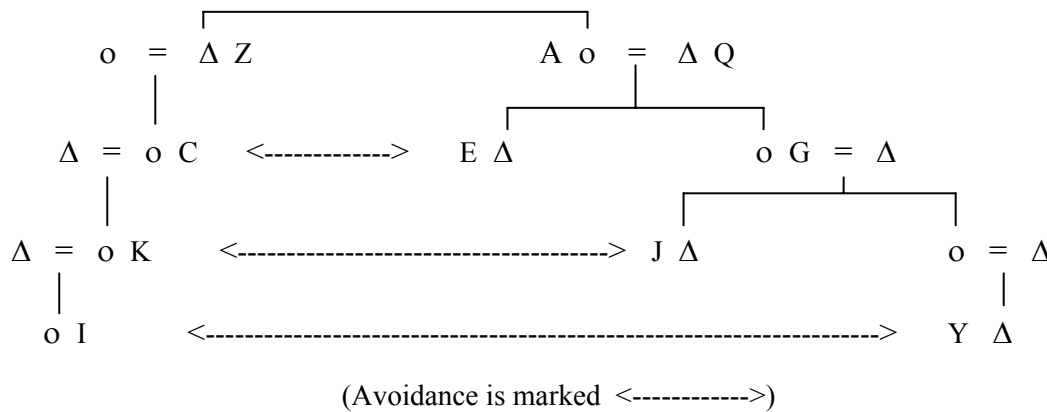 o = Δ Z A o = Δ Q
Δ = o C <------------> E Δ o G = Δ
Δ = o K <--------------------------------> J Δ o = Δ
o I <---------------------------------------------------------> Y Δ
(Avoidance is marked <------------>)